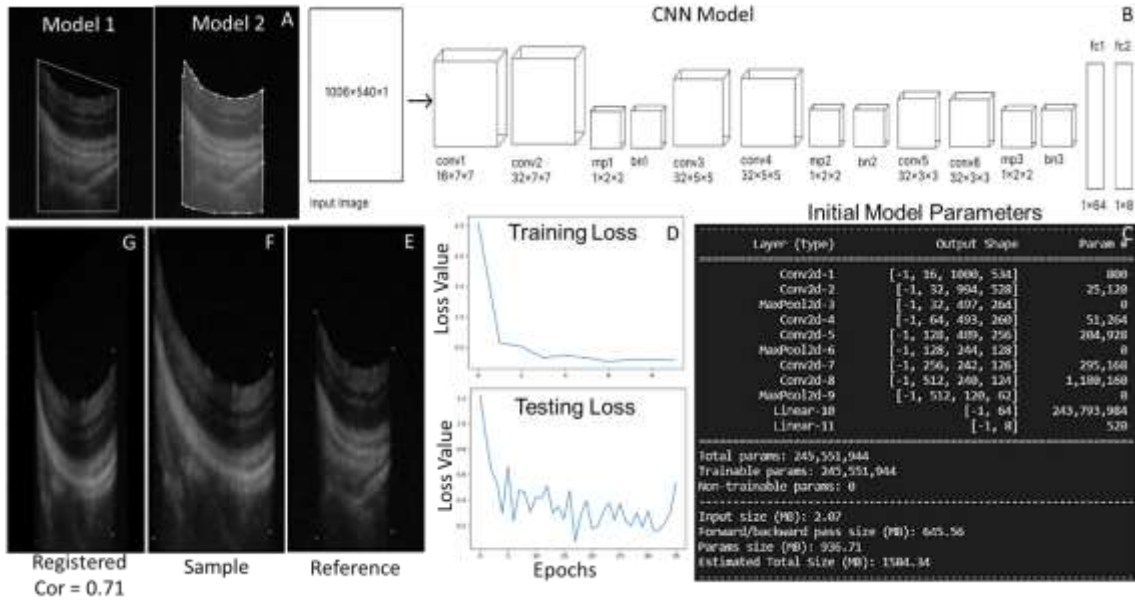 Model 1
Model 2
A
CNN Model
B
1006×540×1
Input Image
conv1
16×7×7
conv2
32×7×7
mp1
1×2×2
bn1
conv3
32×5×5
conv4
32×5×5
mp2
1×2×2
bn2
conv5
32×3×3
conv6
32×3×3
mp3
1×2×2
bn3
fc1
1×64
fc2
1×8
G
F
E
Registered
Cor = 0.71
Sample
Reference
Training Loss
D
Loss Value
Testing Loss
Loss Value
Epochs
Initial Model Parameters
C
Layer (type) Output Shape Param #
Conv2d-1 [-1, 16, 1000, 534] 800
Conv2d-2 [-1, 32, 994, 528] 25,120
MaxPool2d-3 [-1, 32, 497, 264] 0
Conv2d-4 [-1, 64, 493, 260] 51,264
Conv2d-5 [-1, 128, 489, 256] 204,928
MaxPool2d-6 [-1, 128, 244, 128] 0
Conv2d-7 [-1, 256, 242, 126] 295,168
Conv2d-8 [-1, 512, 240, 124] 1,180,160
MaxPool2d-9 [-1, 512, 120, 62] 0
Linear-10 [-1, 64] 243,793,984
Linear-11 [-1, 8] 520
Total params: 245,551,944
Trainable params: 245,551,944
Non-trainable params: 0
Input size (MB): 2.07
Forward/backward pass size (MB): 645.56
Params size (MB): 936.71
Estimated Total Size (MB): 1584.34